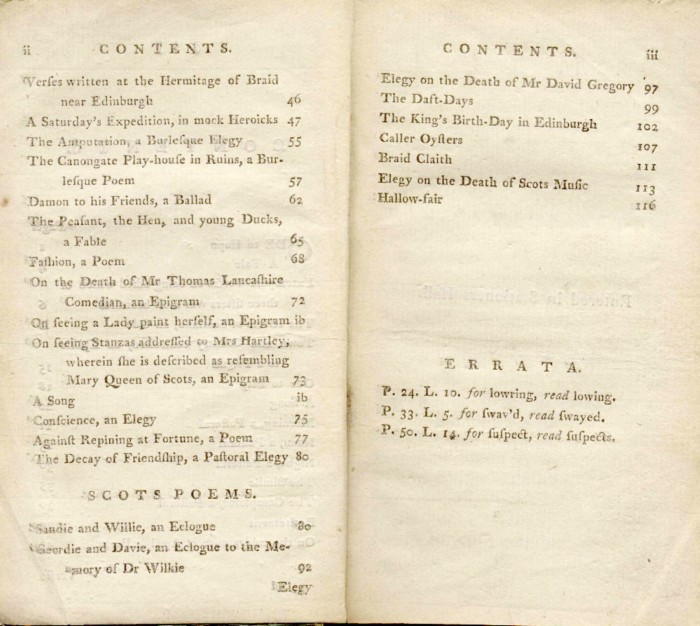 ii CONTENTS.
Verſes written at the Hermitage of Braid
near Edinburgh 46
A Saturday's Expedition, in mock Heroicks 47
The Amputation, a Burleſque Elegy 55
The Canongate Play-houſe in Ruins, a Bur-
leſque Poem 57
Damon to his Friends, a Ballad 62
The Peaſant, the Hen, and young Ducks,
a Fable 65
Faſhion, a Poem 68
On the Death of Mr Thomas Lancaſhire
Comedian, an Epigram 72
On ſeeing a Lady paint herſelf, an Epigram ib
On ſeeing Stanzas addreſſed to Mrs Hartley,
wherein ſhe is deſcribed as reſembling
Mary Queen of Scots, an Epigram 73
A Song ib
Conſcience, an Elegy 75
Againſt Repining at Fortune, a Poem 77
The Decay of Friendſhip, a Paſtoral Elegy 80
SCOTS POEMS.
Sandie and Willie, an Eclogue 80
Geordie and Davie, an Eclogue to the Me-
mory of Dr Wilkie 92
Elegy
CONTENTS. iii
Elegy on the Death of Mr David Gregory 97
The Daft-Days 99
The King's Birth-Day in Edinburgh 102
Caller Oyſters 107
Braid Claith 111
Elegy on the Death of Scots Muſic 113
Hallow-fair 116
ERRATA.
P. 24. L. 10. for lowring, read lowing.
P. 33. L. 5. for ſwav'd, read ſwayed.
P. 50. L. 14. for ſuſpect, read ſuſpects.